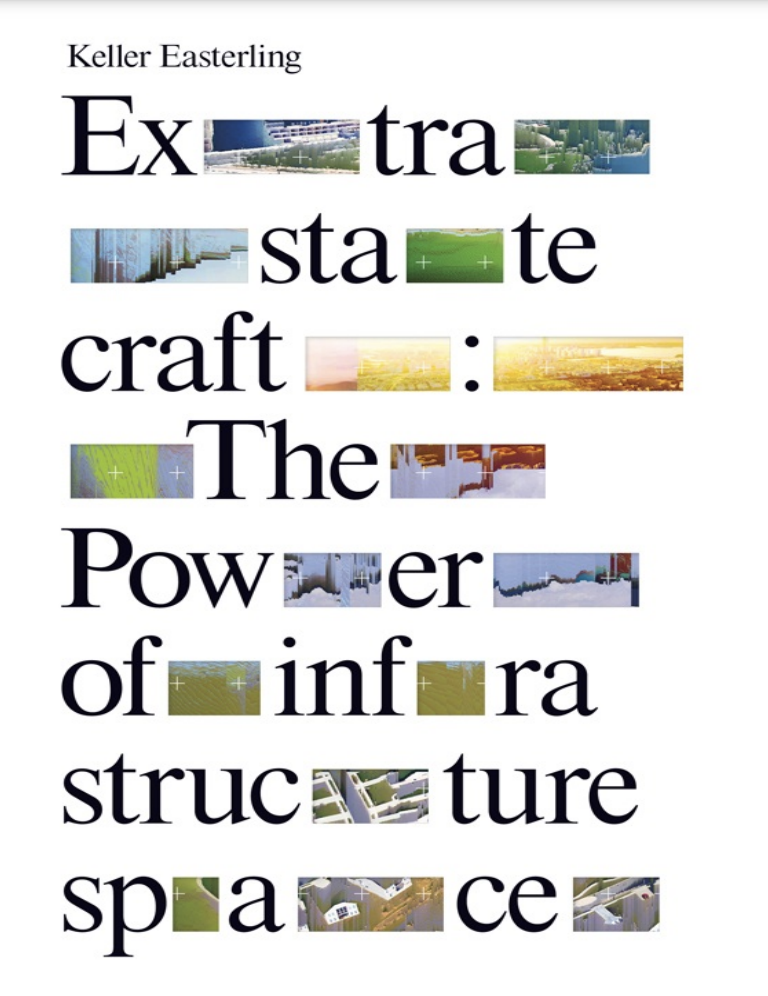 Keller Easterling
Ex tra
sta te
craft :
The
Pow er
of inf ra
struc ture
sp a ce